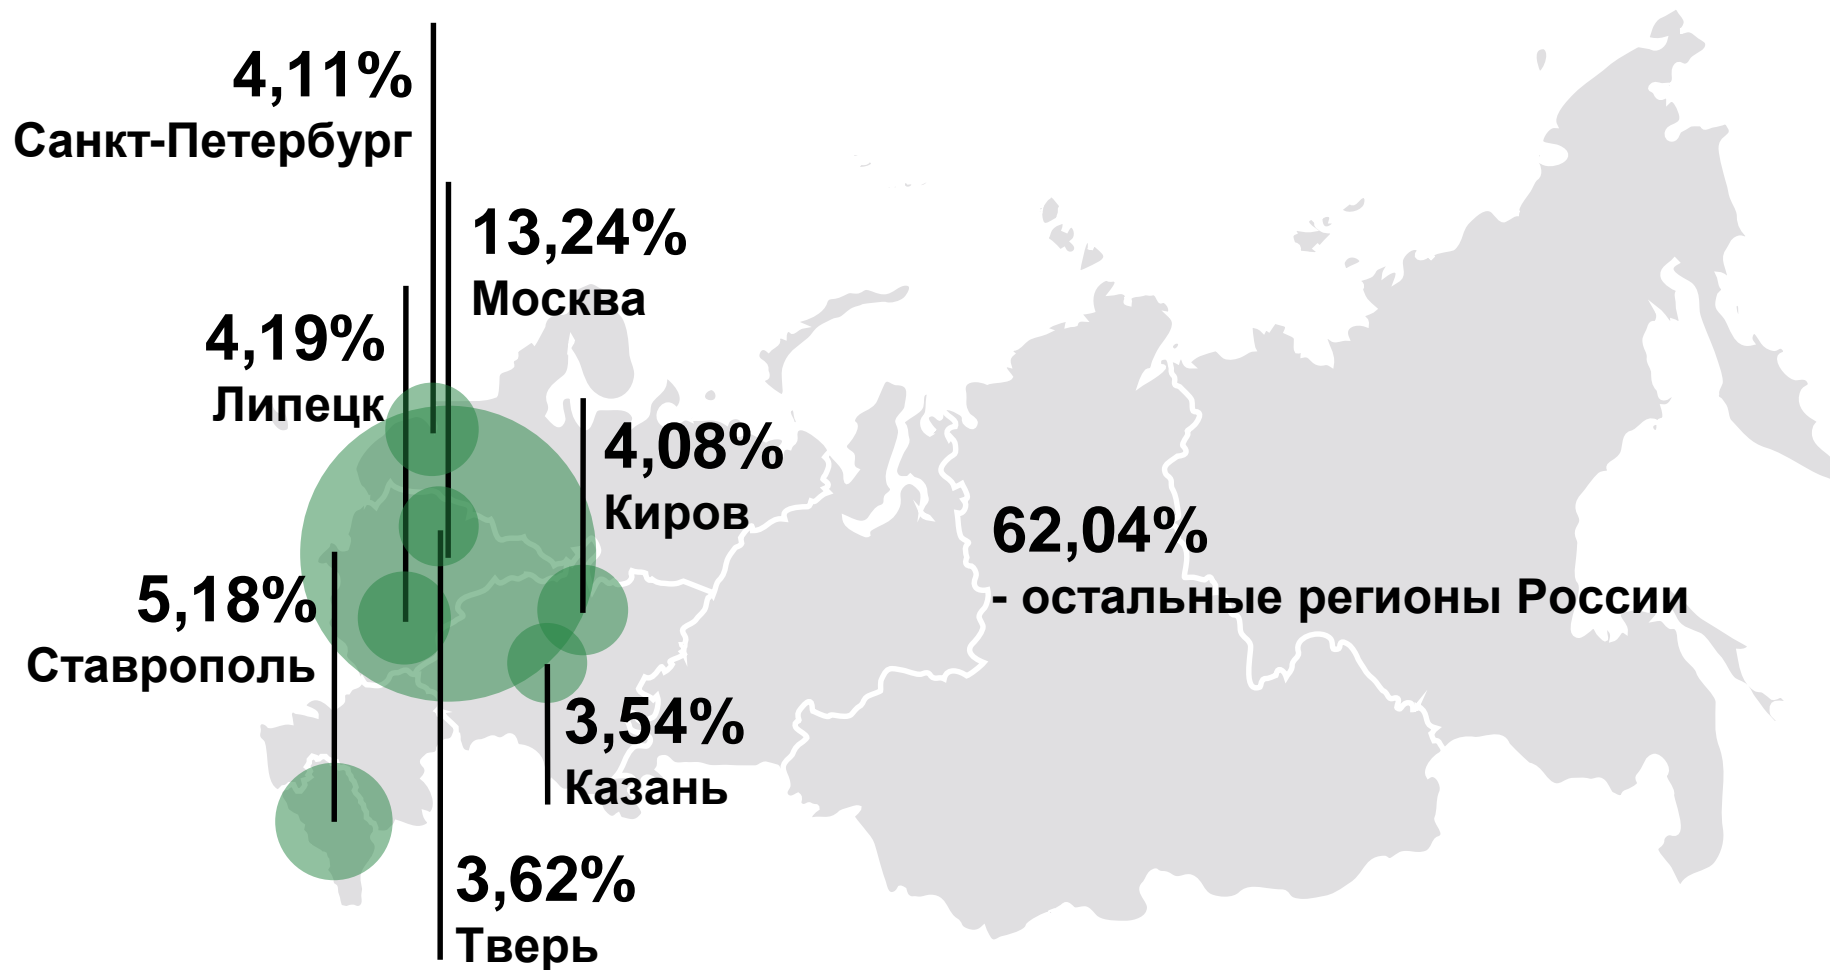 4,11%
Санкт-Петербург
13,24%
Москва
4,19%
Липецк
4,08%
Киров
62,04%
- остальные регионы России
5,18%
Ставрополь
3,54%
Казань
3,62%
Тверь